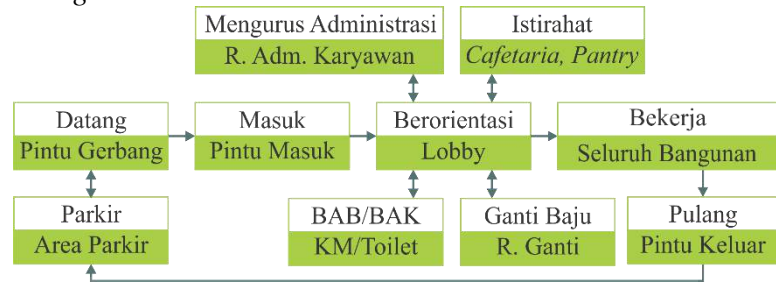 Mengurus Administrasi
R. Adm. Karyawan
Istirahat
Cafetaria, Pantry
Datang
Pintu Gerbang
Masuk
Pintu Masuk
Berorientasi
Lobby
Bekerja
Seluruh Bangunan
Parkir
Area Parkir
BAB/BAK
KM/Toilet
Ganti Baju
R. Ganti
Pulang
Pintu Keluar